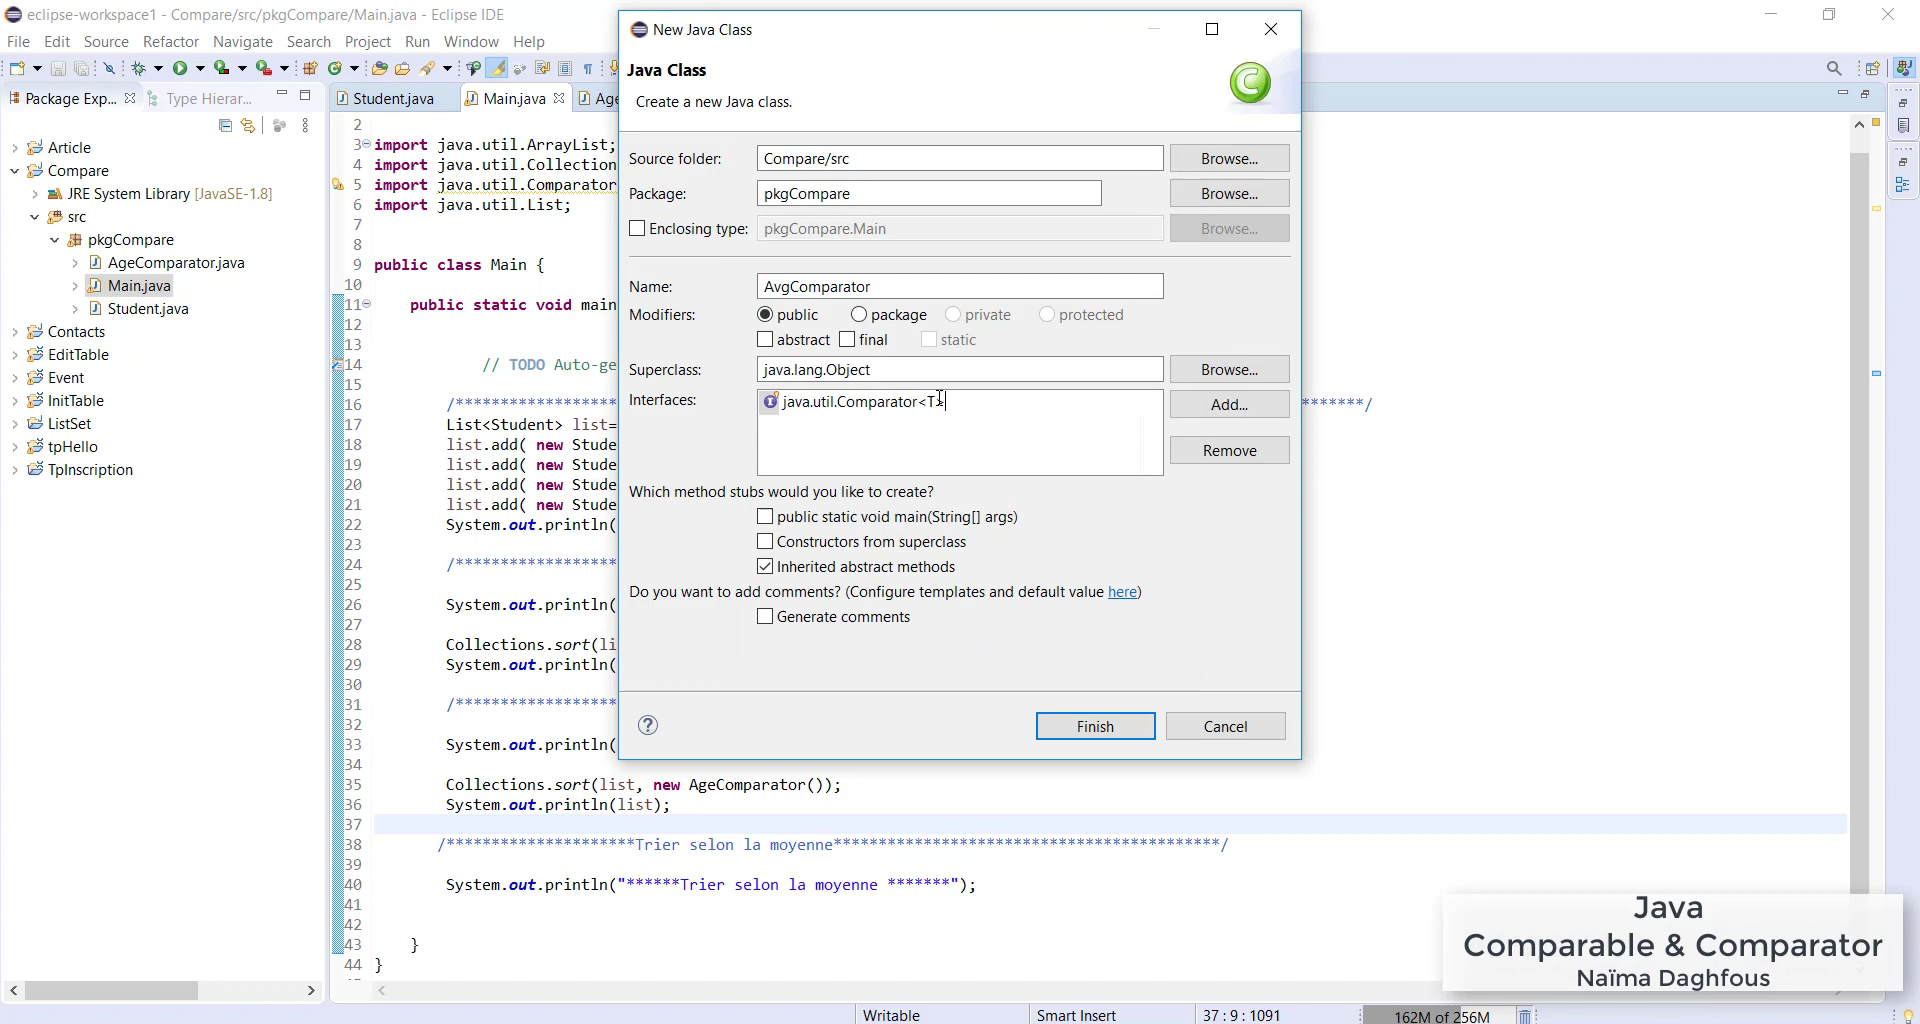 eclipse-workspace1 - Compare/src/pkgCompare/Main.java - Eclipse IDE
File Edit Source Refactor Navigate Search Project Run Window Help
Package Exp... Type Hierar...
Article
Compare
JRE System Library [JavaSE-1.8]
src
pkgCompare
AgeComparator.java
Main.java
Student.java
Contacts
EditTable
Event
InitTable
ListSet
tpHello
TpInscription
Student.java Main.java Age
2
3 import java.util.ArrayList;
4 import java.util.Collection
5 import java.util.Comparator
6 import java.util.List;
7
8
9 public class Main {
10
11 public static void main
12
13
14 // TODO Auto-ge
15
16 /****************** *******/
17 List<Student> list=
18 list.add( new Stude
19 list.add( new Stude
20 list.add( new Stude
21 list.add( new Stude
22 System.out.println(
23
24 /******************
25
26 System.out.println(
27
28 Collections.sort(li
29 System.out.println(
30
31 /******************
32
33 System.out.println(
34
35 Collections.sort(list, new AgeComparator());
36 System.out.println(list);
37
38 /*********************Trier selon la moyenne*******************************************/
39
40 System.out.println("******Trier selon la moyenne *******");
41
42
43 }
44 }
New Java Class
Java Class
Create a new Java class.
Source folder: Compare/src Browse...
Package: pkgCompare Browse...
Enclosing type: pkgCompare.Main Browse...
Name: AvgComparator
Modifiers: public package private protected
abstract final static
Superclass: java.lang.Object Browse...
Interfaces: java.util.Comparator<T> Add...
Remove
Which method stubs would you like to create?
public static void main(String[] args)
Constructors from superclass
Inherited abstract methods
Do you want to add comments? (Configure templates and default value here)
Generate comments
Finish Cancel
Java
Comparable & Comparator
Naïma Daghfous
Writable Smart Insert 37 : 9 : 1091 162M of 256M